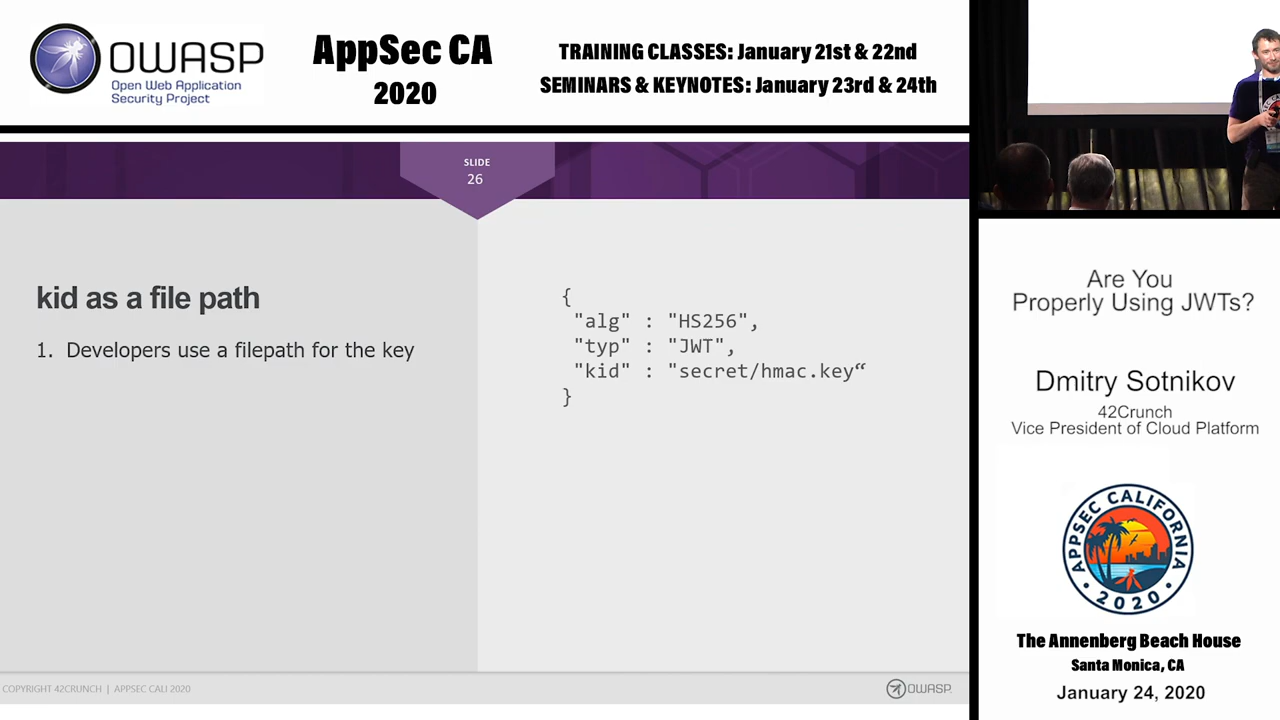 OWASP
Open Web Application
Security Project
AppSec CA
2020
TRAINING CLASSES: January 21st & 22nd
SEMINARS & KEYNOTES: January 23rd & 24th
SLIDE
26
kid as a file path
1. Developers use a filepath for the key
{
"alg" : "HS256",
"typ" : "JWT",
"kid" : "secret/hmac.key“
}
COPYRIGHT 42CRUNCH | APPSEC CALI 2020
OWASP.
Are You
Properly Using JWTs?
Dmitry Sotnikov
42Crunch
Vice President of Cloud Platform
APPSEC CALIFORNIA
2020
The Annenberg Beach House
Santa Monica, CA
January 24, 2020